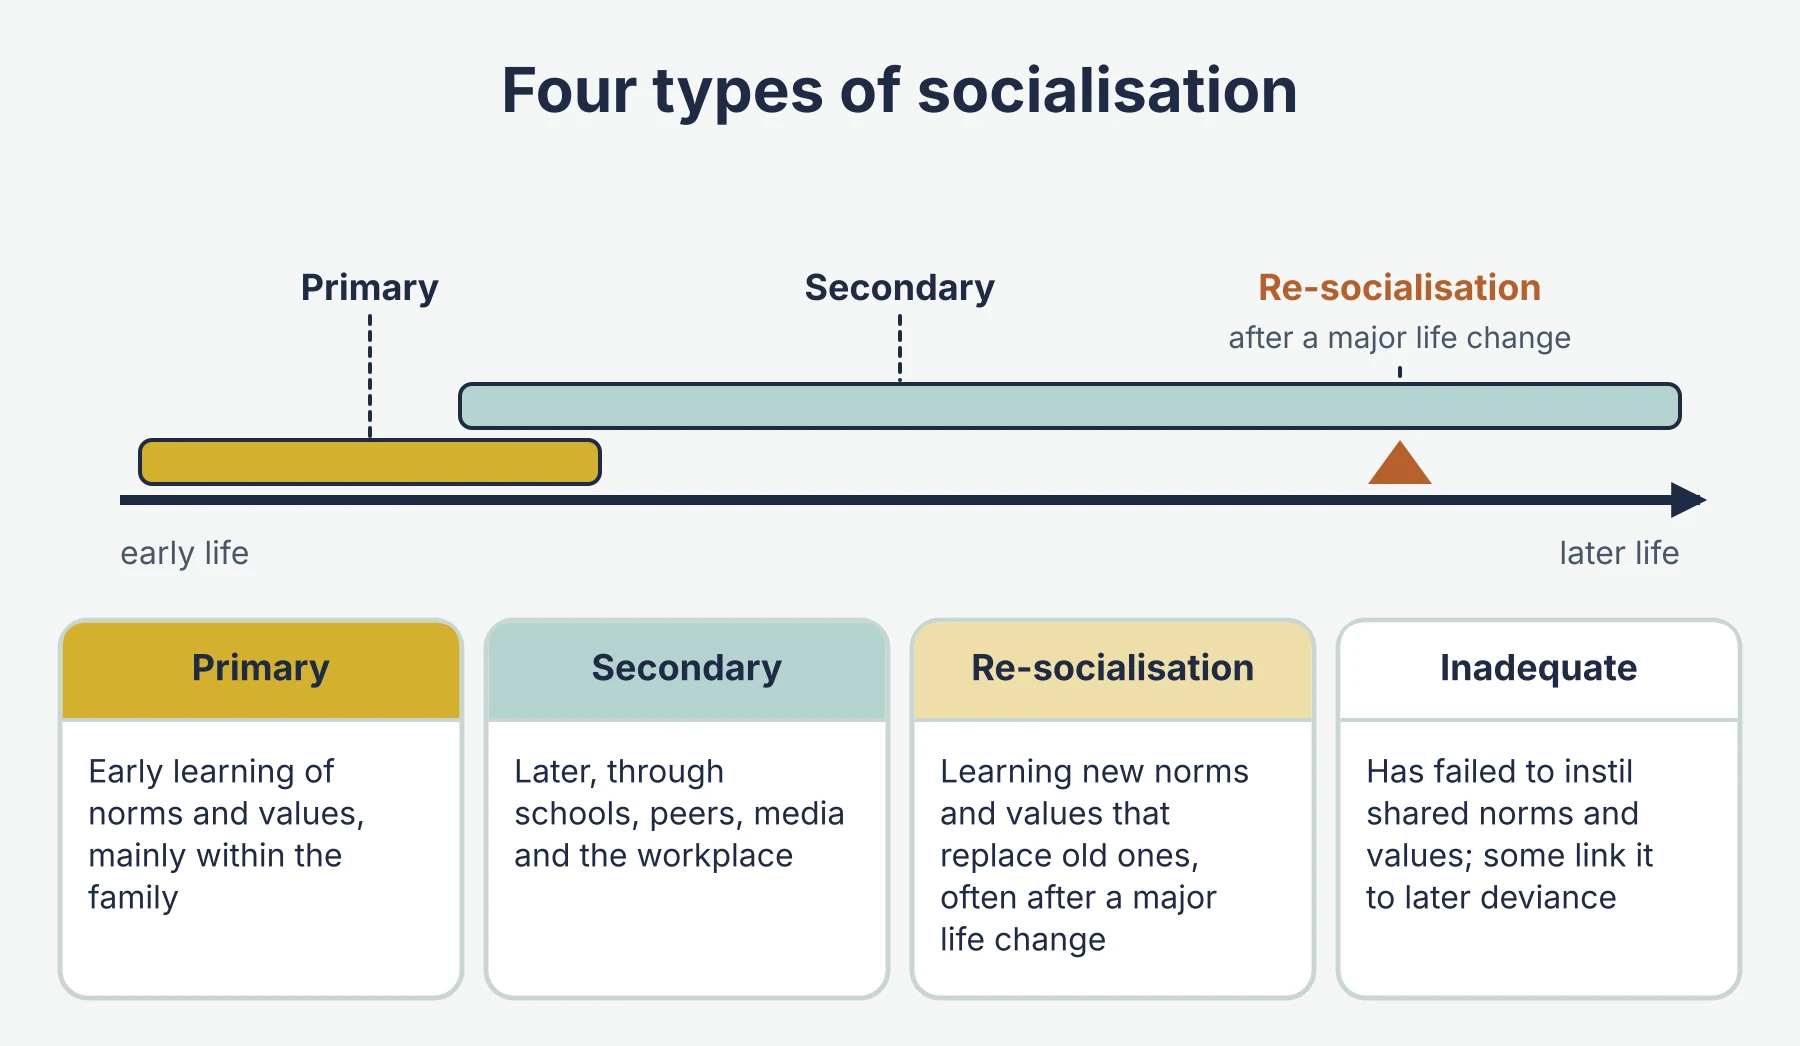 Four types of socialisation
Primary
Secondary
Re-socialisation
after a major life change
early life
later life
Primary
Early learning of
norms and values,
mainly within the
family
Secondary
Later, through
schools, peers, media
and the workplace
Re-socialisation
Learning new norms
and values that
replace old ones,
often after a major
life change
Inadequate
Has failed to instil
shared norms and
values; some link it
to later deviance